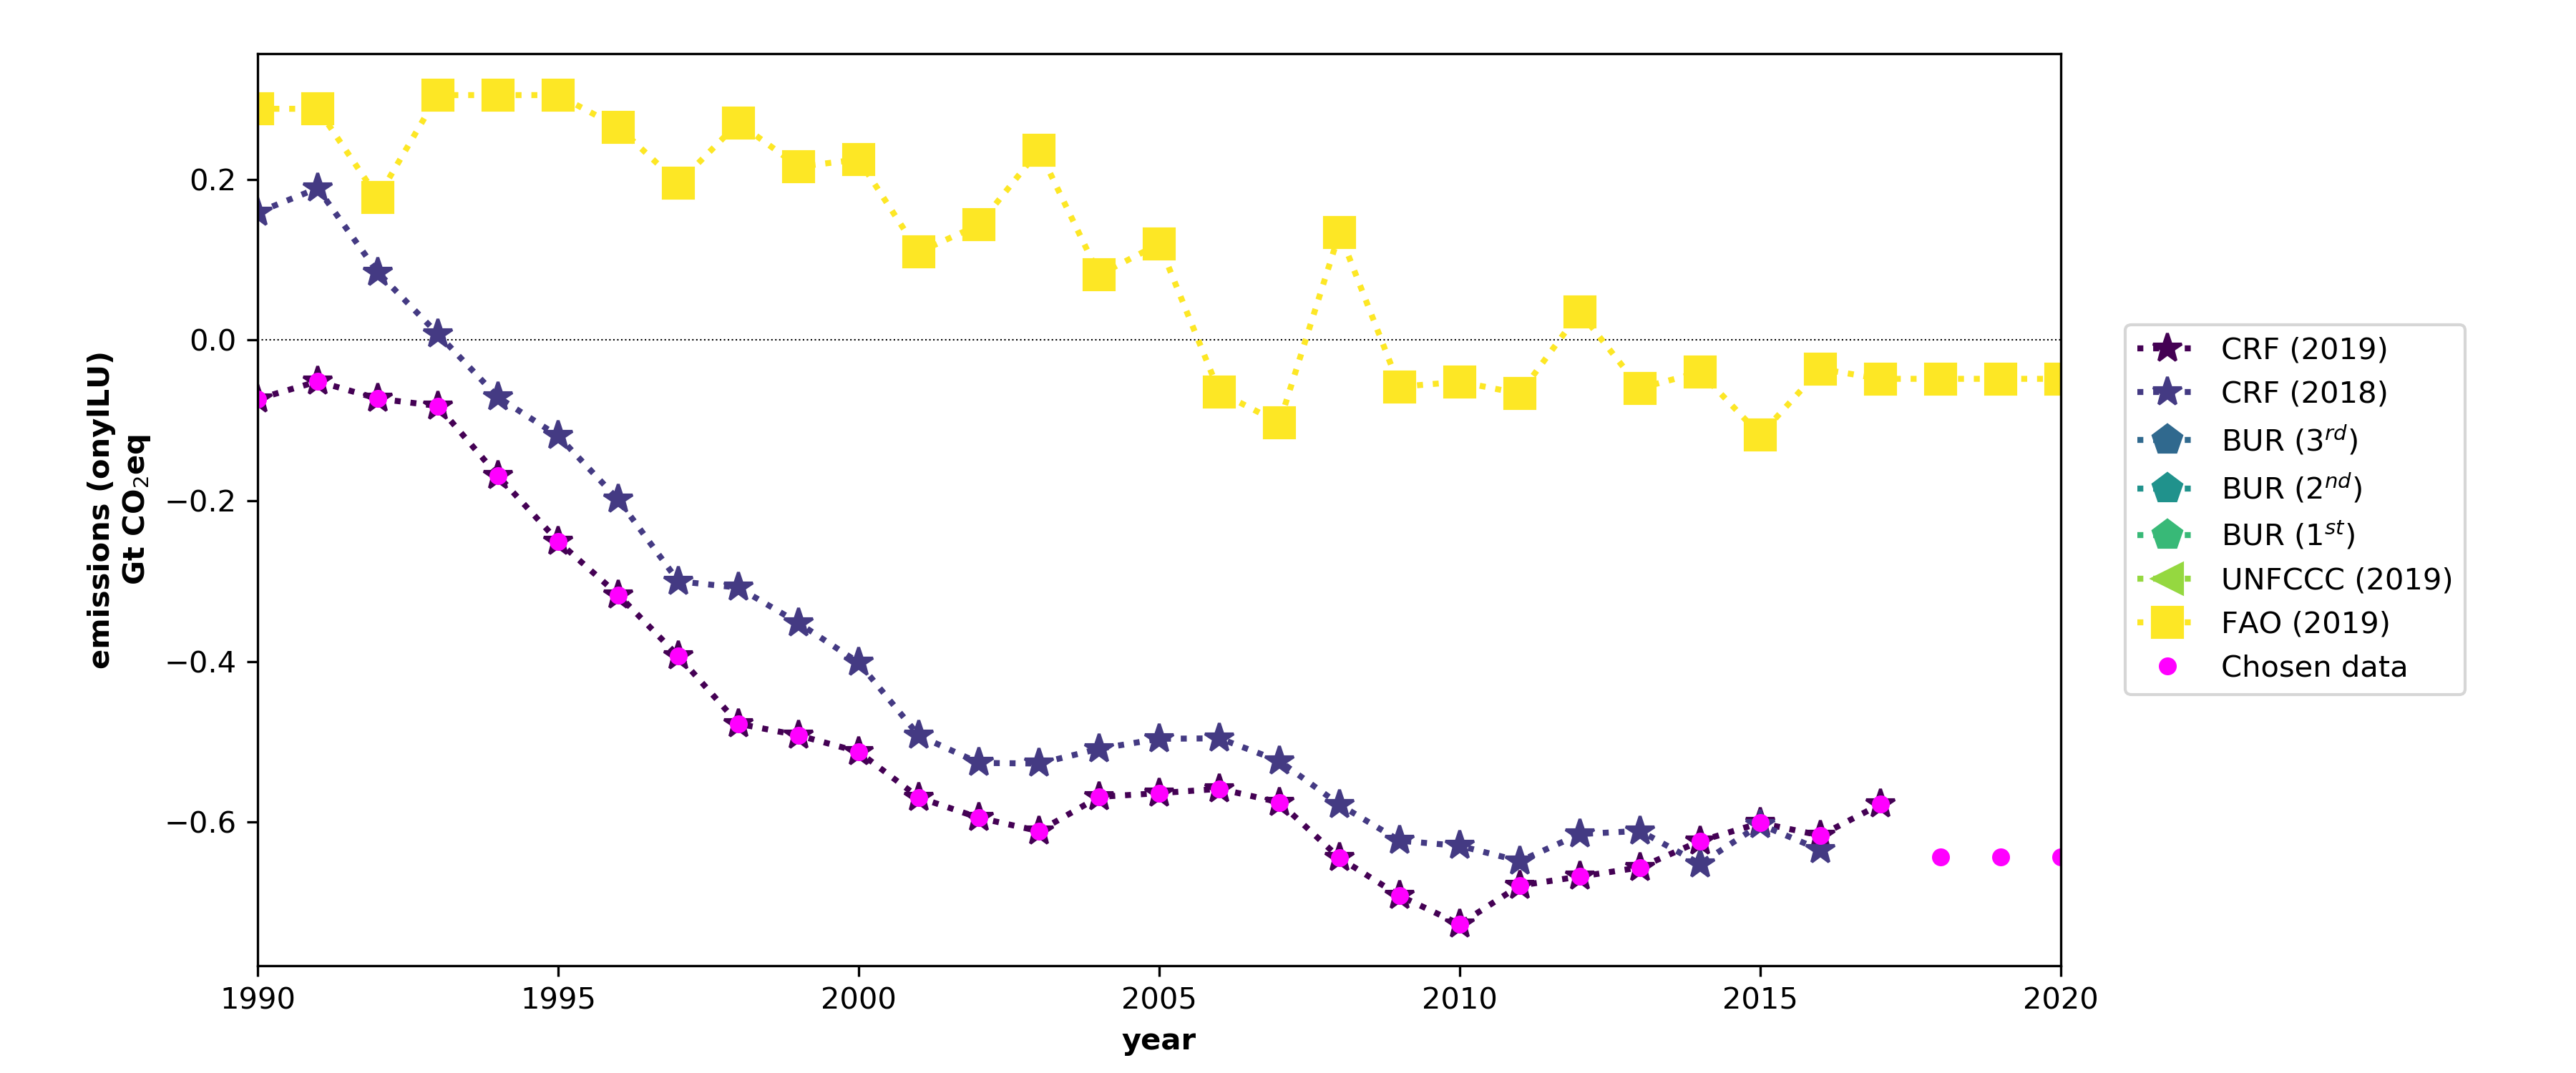 emissions (onylLU)
Gt CO₂eq
0.2
0.0
−0.2
−0.4
−0.6
1990 1995 2000 2005 2010 2015 2020
year
CRF (2019)
CRF (2018)
BUR (3ʳᵈ)
BUR (2ⁿᵈ)
BUR (1ˢᵗ)
UNFCCC (2019)
FAO (2019)
Chosen data